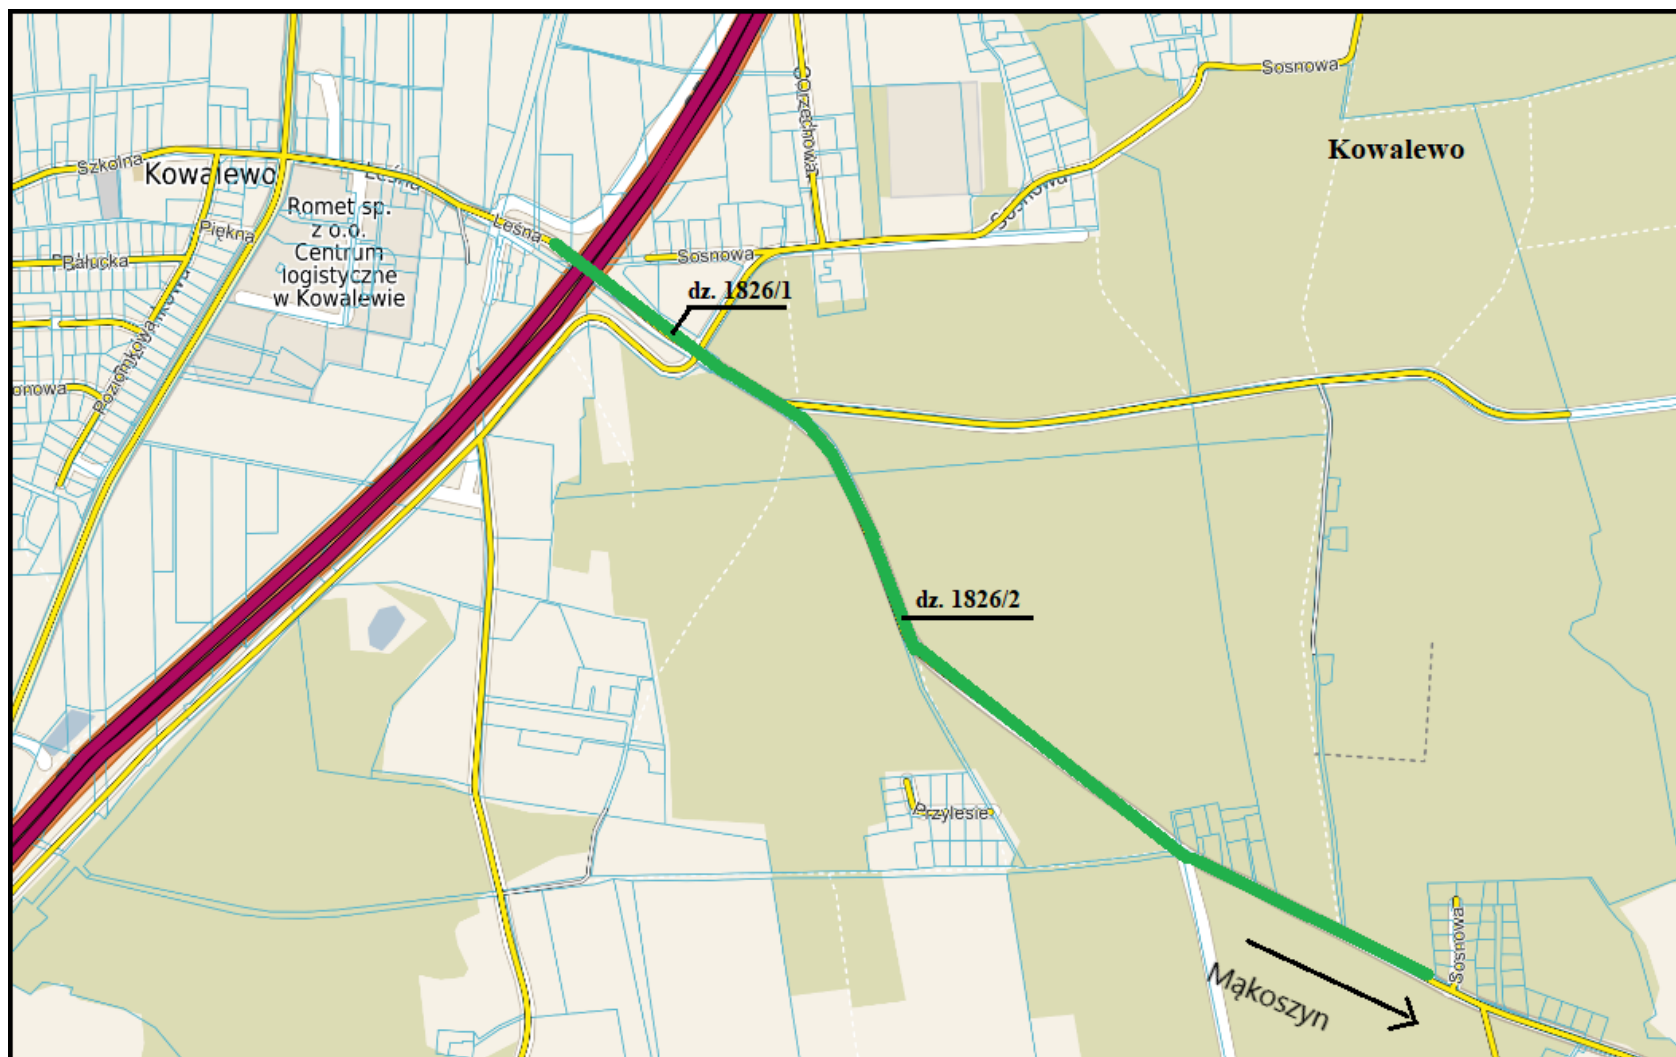 Sosnowa
Kowalewo
Orzechowa
Szkolna
Kowalewo
Leśna
Romet sp.
z o.o.
Centrum
logistyczne
w Kowalewie
Piękna
Leśna
Sosnowa
Sosnowa
Pałucka
dz. 1826/1
Poziomkowa
onowa
dz. 1826/2
Przylesie
Sosnowa
Mąkoszyn